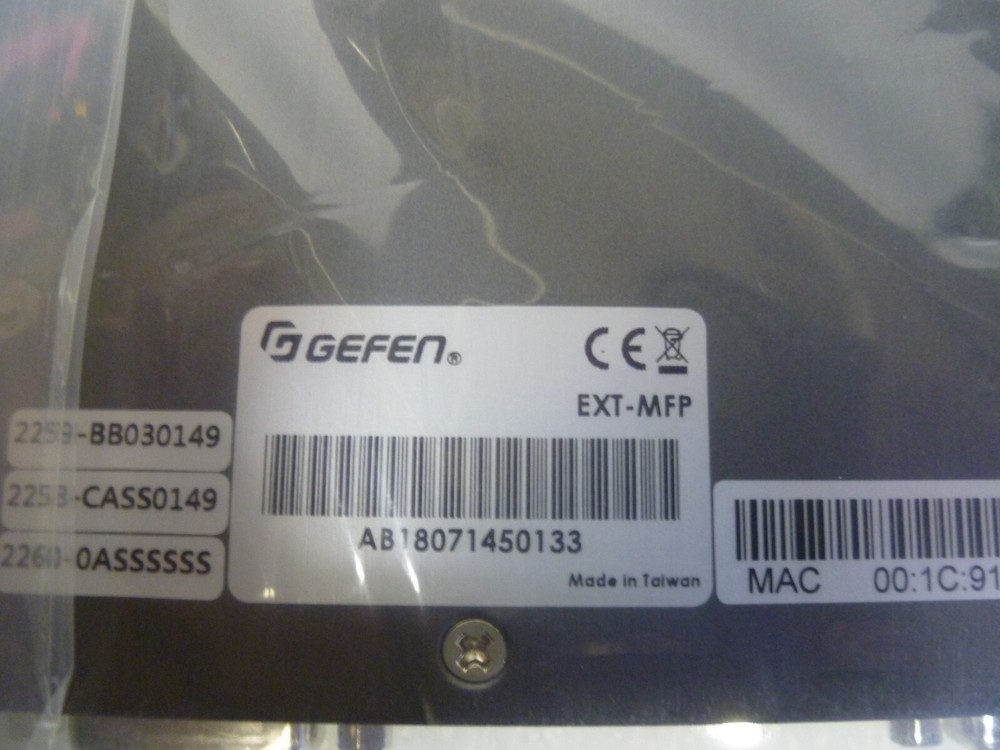 GEFEN®
CE
EXT-MFP
AB18071450133
Made in Taiwan
2259-BB030149
2258-CASS0149
2260-0ASSSSSS
MAC 00:1C:91